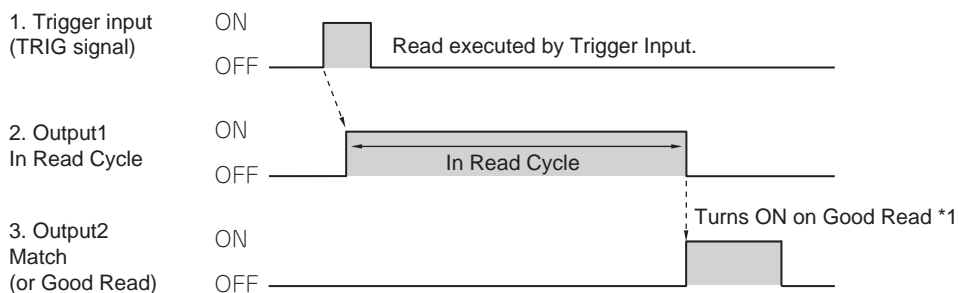 1. Trigger input
(TRIG signal)
ON
OFF
Read executed by Trigger Input.
2. Output1
In Read Cycle
ON
OFF
In Read Cycle
Turns ON on Good Read *1
3. Output2
Match
(or Good Read)
ON
OFF